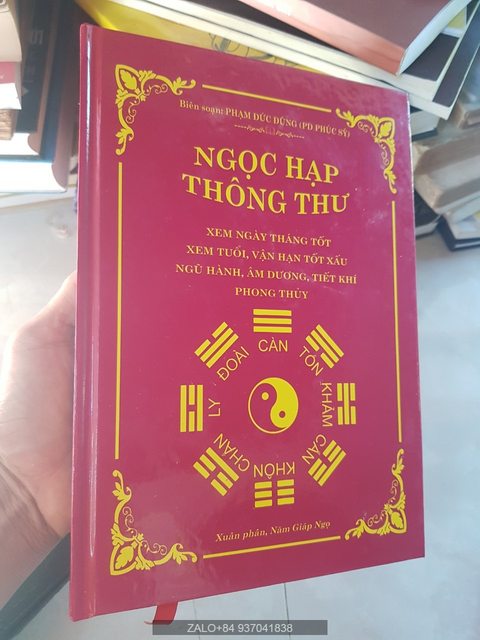 Biên soạn: PHẠM ĐỨC DŨNG (PD.PHÚC SỸ)
NGỌC HẠP
THÔNG THƯ
XEM NGÀY THÁNG TỐT
XEM TUỔI, VẬN HẠN TỐT XẤU
NGŨ HÀNH, ÂM DƯƠNG, TIẾT KHÍ
PHONG THỦY
CÀN
TỐN
KHẢM
CẤN
KHÔN
CHẤN
LY
ĐOÀI
Xuân phân, Năm Giáp Ngọ
ZALO+84 937041838